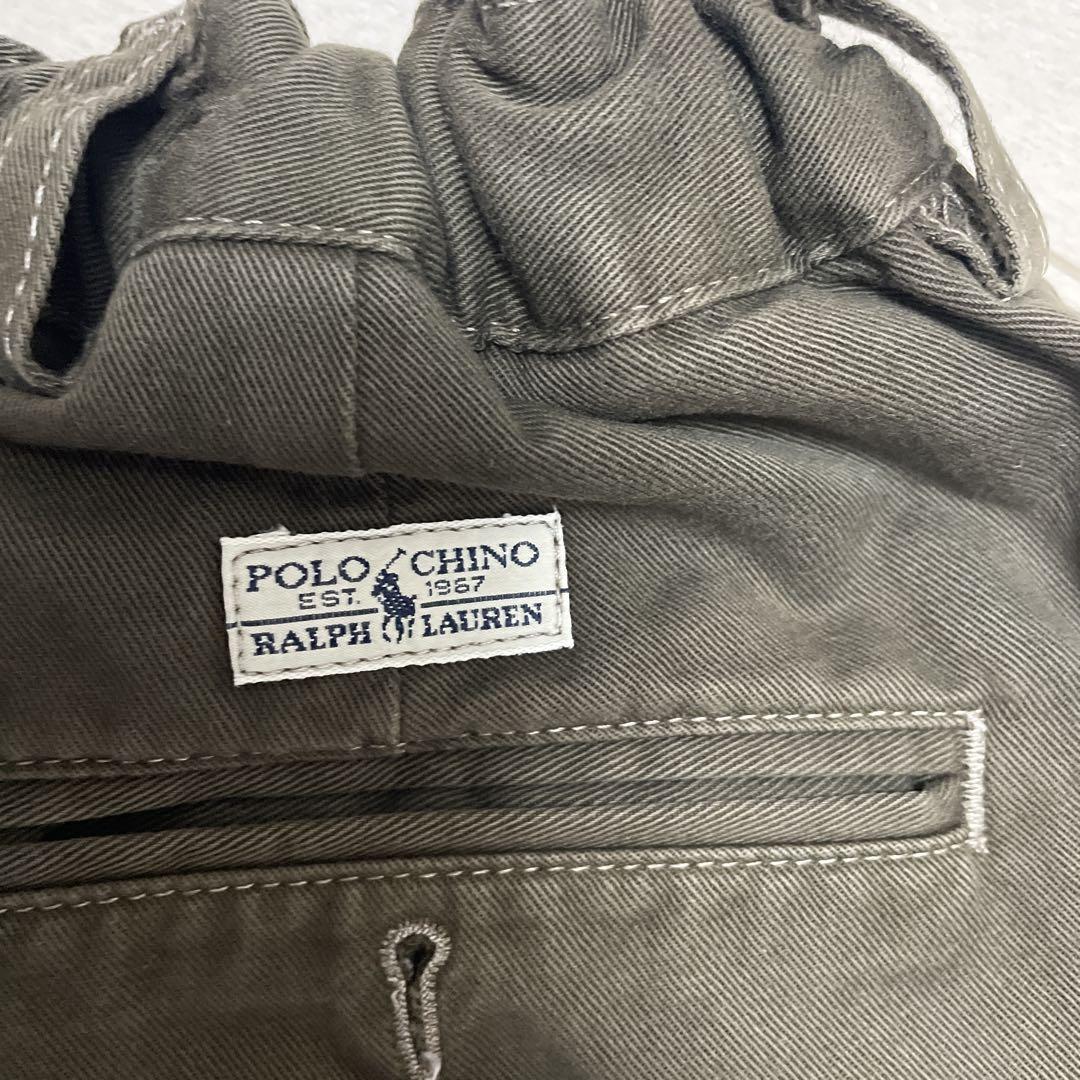 POLO CHINO
EST. 1967
RALPH LAUREN